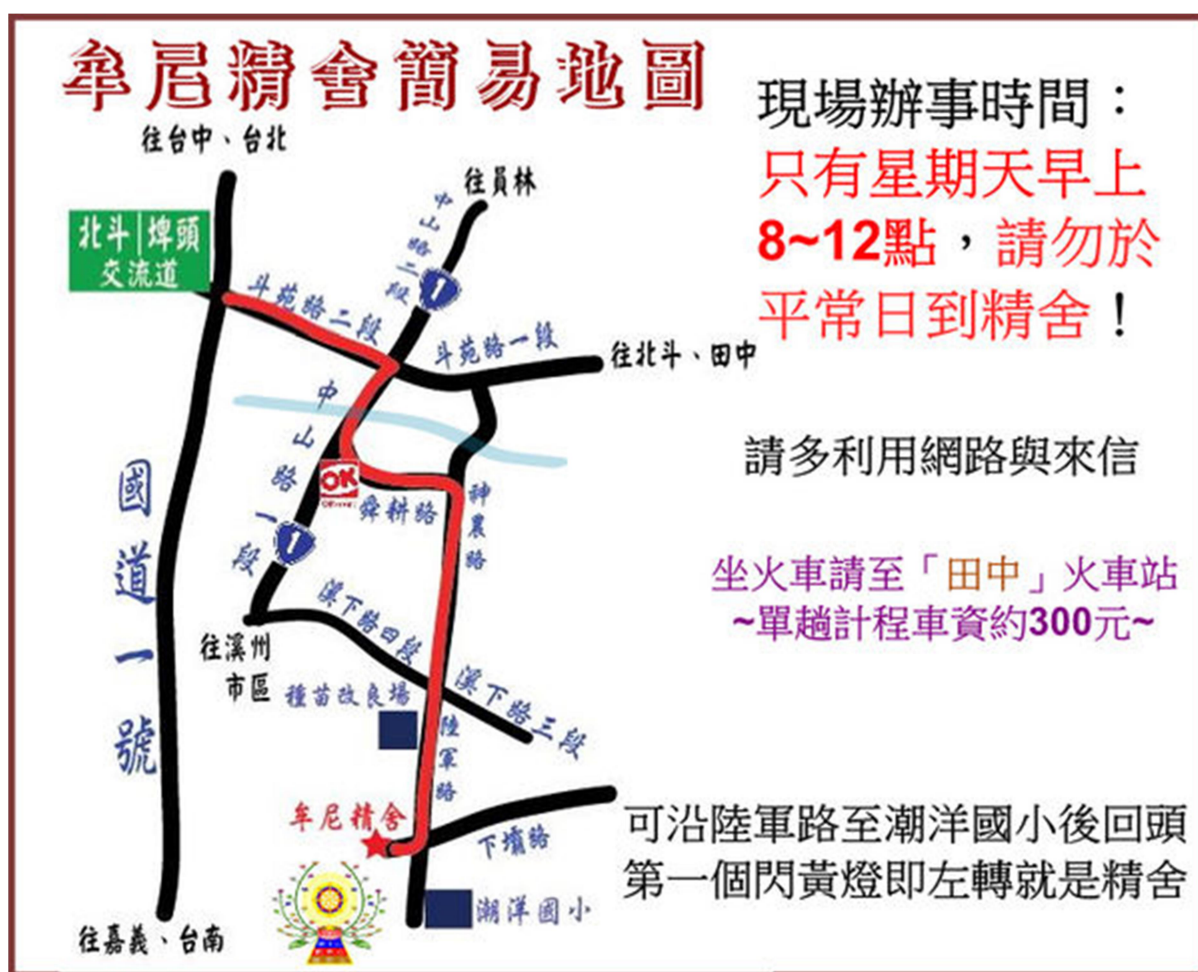 牟尼精舍簡易地圖
往台中、台北
北斗|埤頭
交流道
往員林
中山路二段
1
斗苑路二段
斗苑路一段
往北斗、田中
中山路一段
OK
舜耕路
神農路
1
國道一號
溪下路四段
往溪州
市區
種苗改良場
溪下路三段
陸軍路
牟尼精舍
下壩路
潮洋國小
往嘉義、台南
現場辦事時間：
只有星期天早上
8~12點，請勿於
平常日到精舍！
請多利用網路與來信
坐火車請至「田中」火車站
~單趟計程車資約300元~
可沿陸軍路至潮洋國小後回頭
第一個閃黃燈即左轉就是精舍